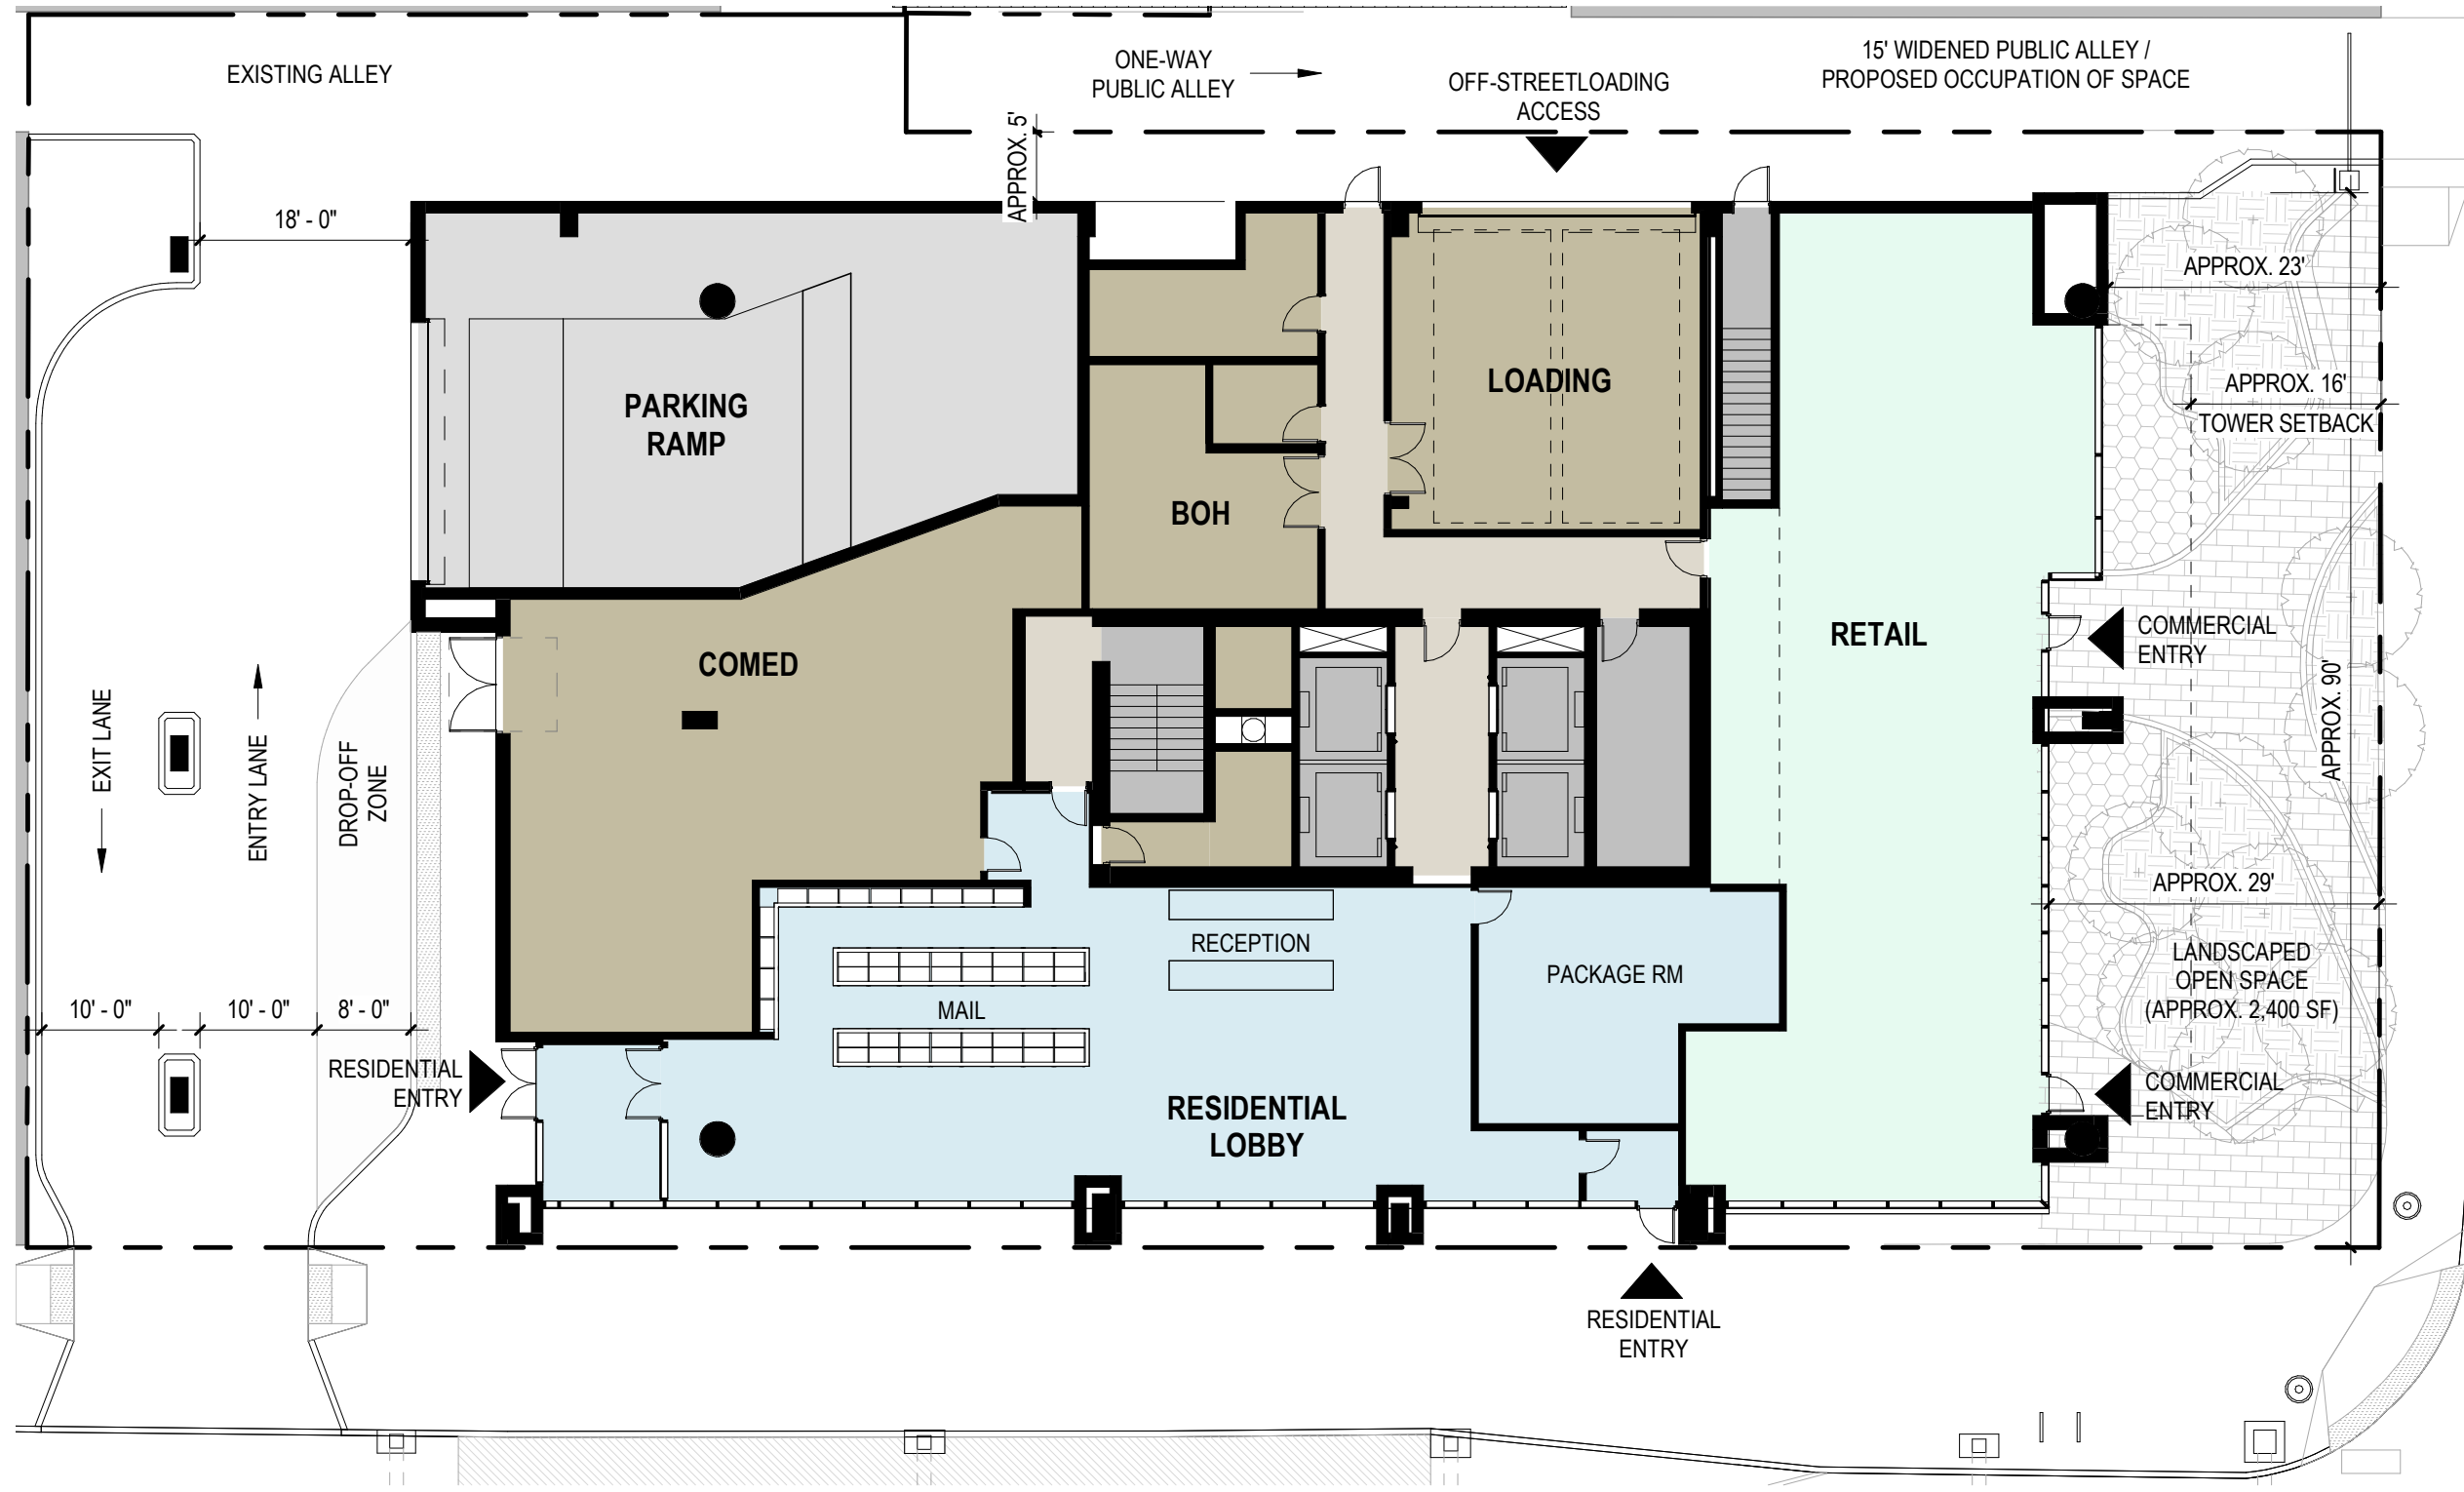 EXISTING ALLEY
ONE-WAY
PUBLIC ALLEY
OFF-STREETLOADING
ACCESS
15' WIDENED PUBLIC ALLEY /
PROPOSED OCCUPATION OF SPACE
APPROX. 5'
18' - 0"
APPROX. 23'
APPROX. 16'
TOWER SETBACK
PARKING
RAMP
LOADING
BOH
COMED
RETAIL
COMMERCIAL
ENTRY
APPROX. 90'
EXIT LANE
ENTRY LANE
DROP-OFF
ZONE
APPROX. 29'
LANDSCAPED
OPEN SPACE
(APPROX. 2,400 SF)
RECEPTION
PACKAGE RM
MAIL
10' - 0"
10' - 0"
8' - 0"
RESIDENTIAL
ENTRY
RESIDENTIAL
LOBBY
COMMERCIAL
ENTRY
RESIDENTIAL
ENTRY